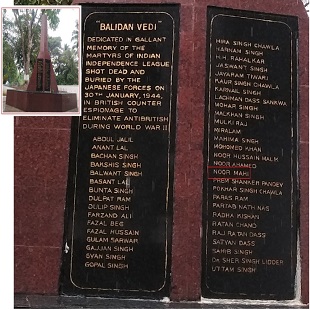 "BALIDAN VEDI"
DEDICATED IN GALLANT
MEMORY OF THE
MARTYRS OF INDIAN
INDEPENDENCE LEAGUE
SHOT DEAD AND
BURIED BY THE
JAPANESE FORCES ON
30TH JANUARY, 1944,
IN BRITISH COUNTER
ESPIONAGE TO
ELIMINATE ANTIBRITISH
DURING WORLD WAR II
ABDUL JALIL
ANANT LAL
BACHAN SINGH
BAKSHIS SINGH
BALWANT SINGH
BASANT LAL
BUNTA SINGH
DULPAT RAM
DULIP SINGH
FARZAND ALI
FAZAL BEG
FAZAL HUSSAIN
GULAM SARWAR
GAJJAN SINGH
GYAN SINGH
GOPAL SINGH
HIRA SINGH CHAWLA
HARNAM SINGH
H.H. RAHALKAR
JASWANT SINGH
JAYARAM TIWARI
KAUR SINGH CHAWLA
KARNAIL SINGH
LACHMAN DASS SANKWA
MOHAR SINGH
MALKHAN SINGH
MULKI RAJ
MIRALAM
MAHIMA SINGH
MOHOMED KHAN
NOOR HUSSAIN MALM
NOOR AHAMED
NOOR MAHI
PREM SHANKER PANDEY
POKHAR SINGH CHAWLA
PARAS RAM
PARTAB NATH NAG
RADHA KISHAN
RATAN CHAND
RAJ RATAN DASS
SATYAN DASS
SAHIB SINGH
DR SHER SINGH LIDDER
UTTAM SINGH